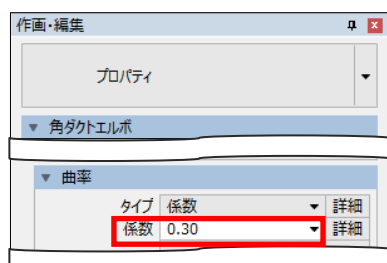 作画・編集
プロパティ
角ダクトエルボ
曲率
タイプ 係数 詳細
係数 0.30 詳細